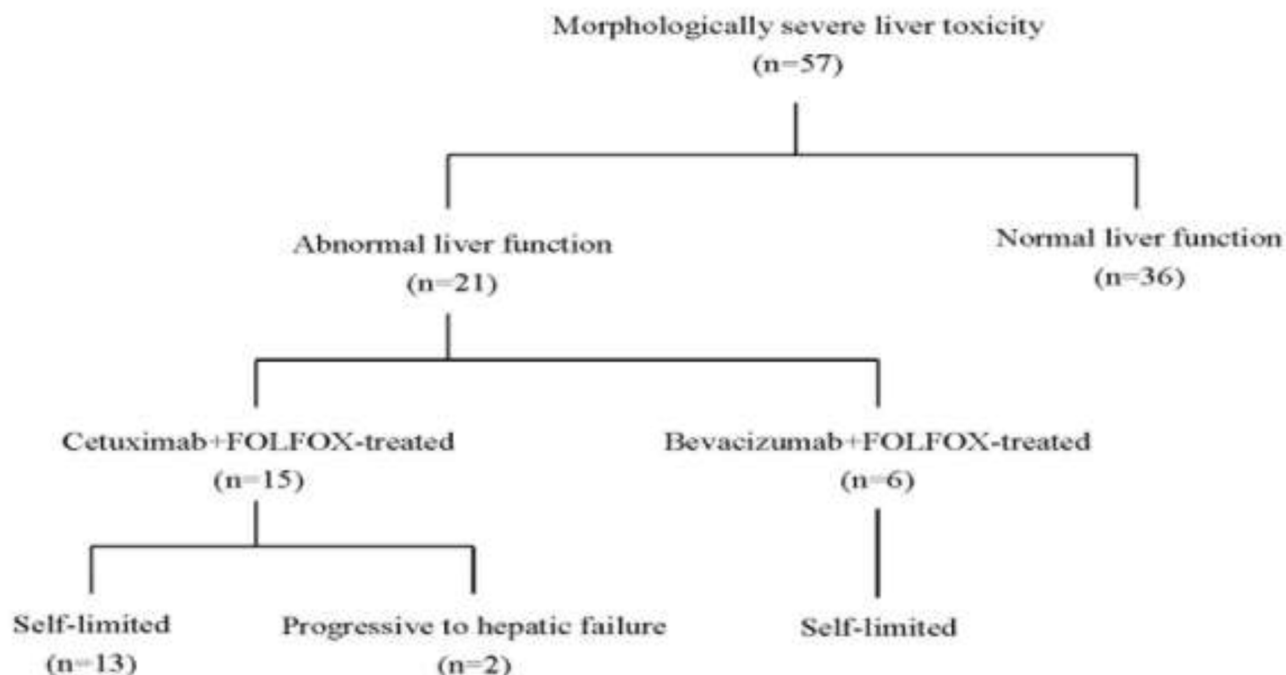 Morphologically severe liver toxicity
(n=57)
Abnormal liver function
(n=21)
Normal liver function
(n=36)
Cetuximab+FOLFOX-treated
(n=15)
Bevacizumab+FOLFOX-treated
(n=6)
Self-limited
(n=13)
Progressive to hepatic failure
(n=2)
Self-limited